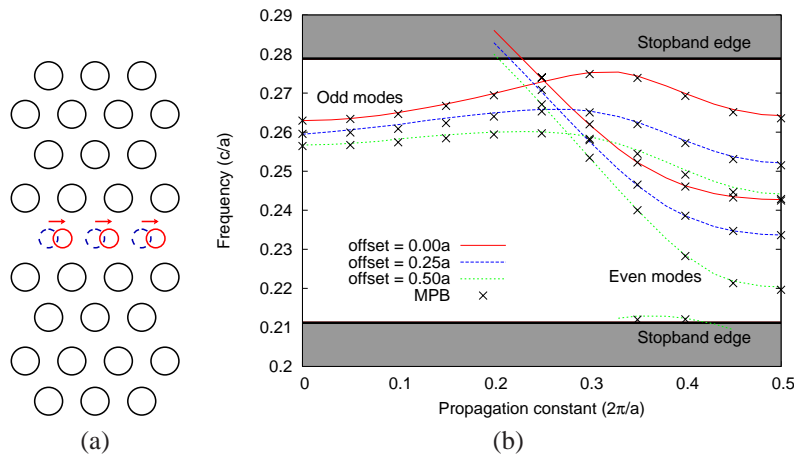 0.29
0.28
0.27
0.26
0.25
0.24
0.23
0.22
0.21
0.2
Frequency (c/a)
Stopband edge
Odd modes
offset = 0.00a
offset = 0.25a
offset = 0.50a
MPB
Even modes
Stopband edge
0 0.1 0.2 0.3 0.4 0.5
Propagation constant (2π/a)
(a) (b)